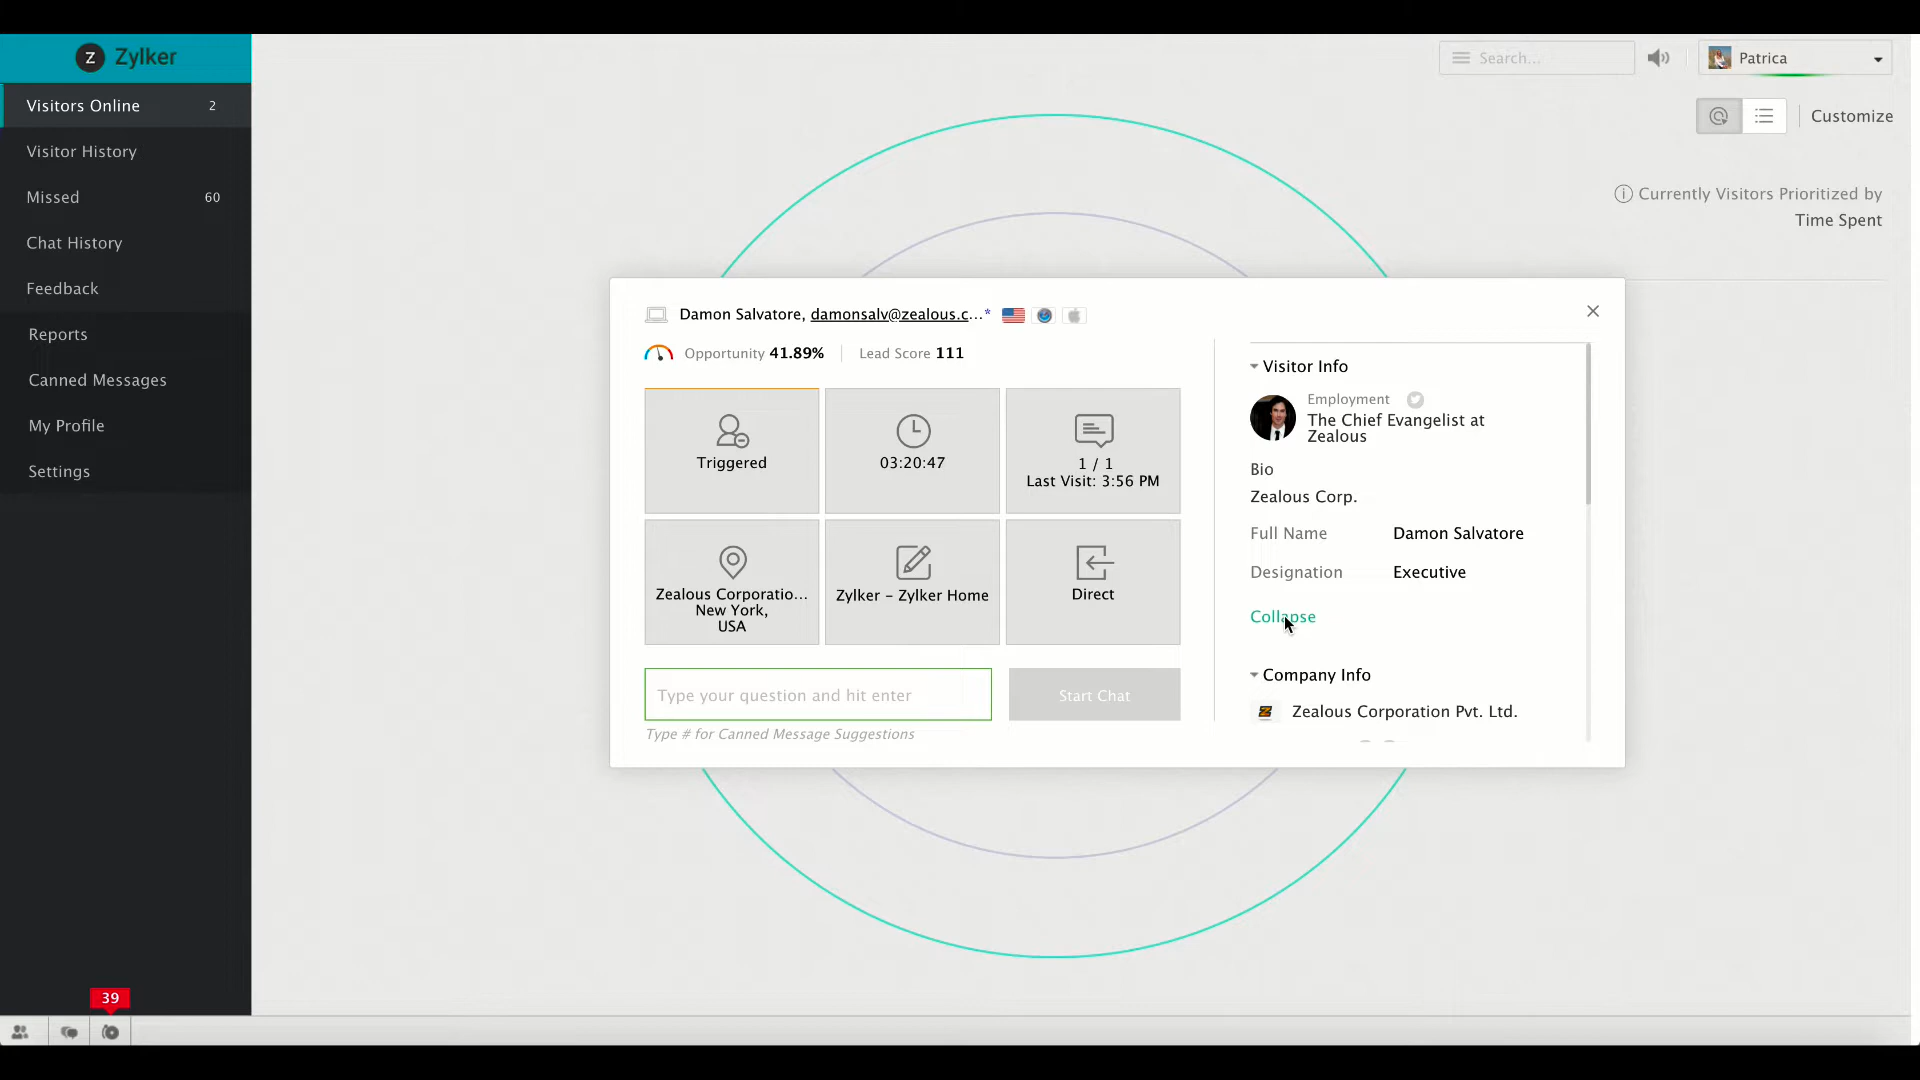 Z Zylker
Search...
Patrica
Visitors Online 2
Visitor History
Missed 60
Chat History
Feedback
Reports
Canned Messages
My Profile
Settings
39
Customize
Currently Visitors Prioritized by
Time Spent
Damon Salvatore, damonsalv@zealous.c...*
Opportunity 41.89% Lead Score 111
Triggered
03:20:47
1 / 1
Last Visit: 3:56 PM
Zealous Corporatio...
New York,
USA
Zylker – Zylker Home
Direct
Type your question and hit enter
Start Chat
Type # for Canned Message Suggestions
Visitor Info
Employment
The Chief Evangelist at
Zealous
Bio
Zealous Corp.
Full Name Damon Salvatore
Designation Executive
Collapse
Company Info
Zealous Corporation Pvt. Ltd.